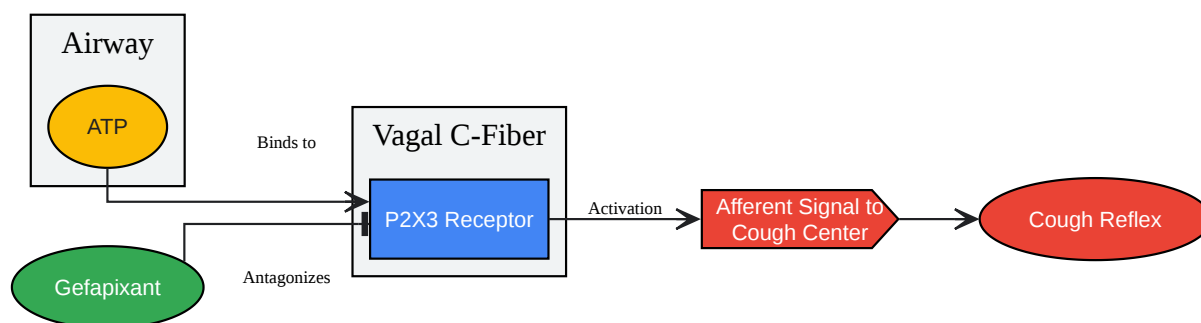 Airway
ATP
Binds to
Vagal C-Fiber
P2X3 Receptor
Activation
Afferent Signal to
Cough Center
Cough Reflex
Gefapixant
Antagonizes